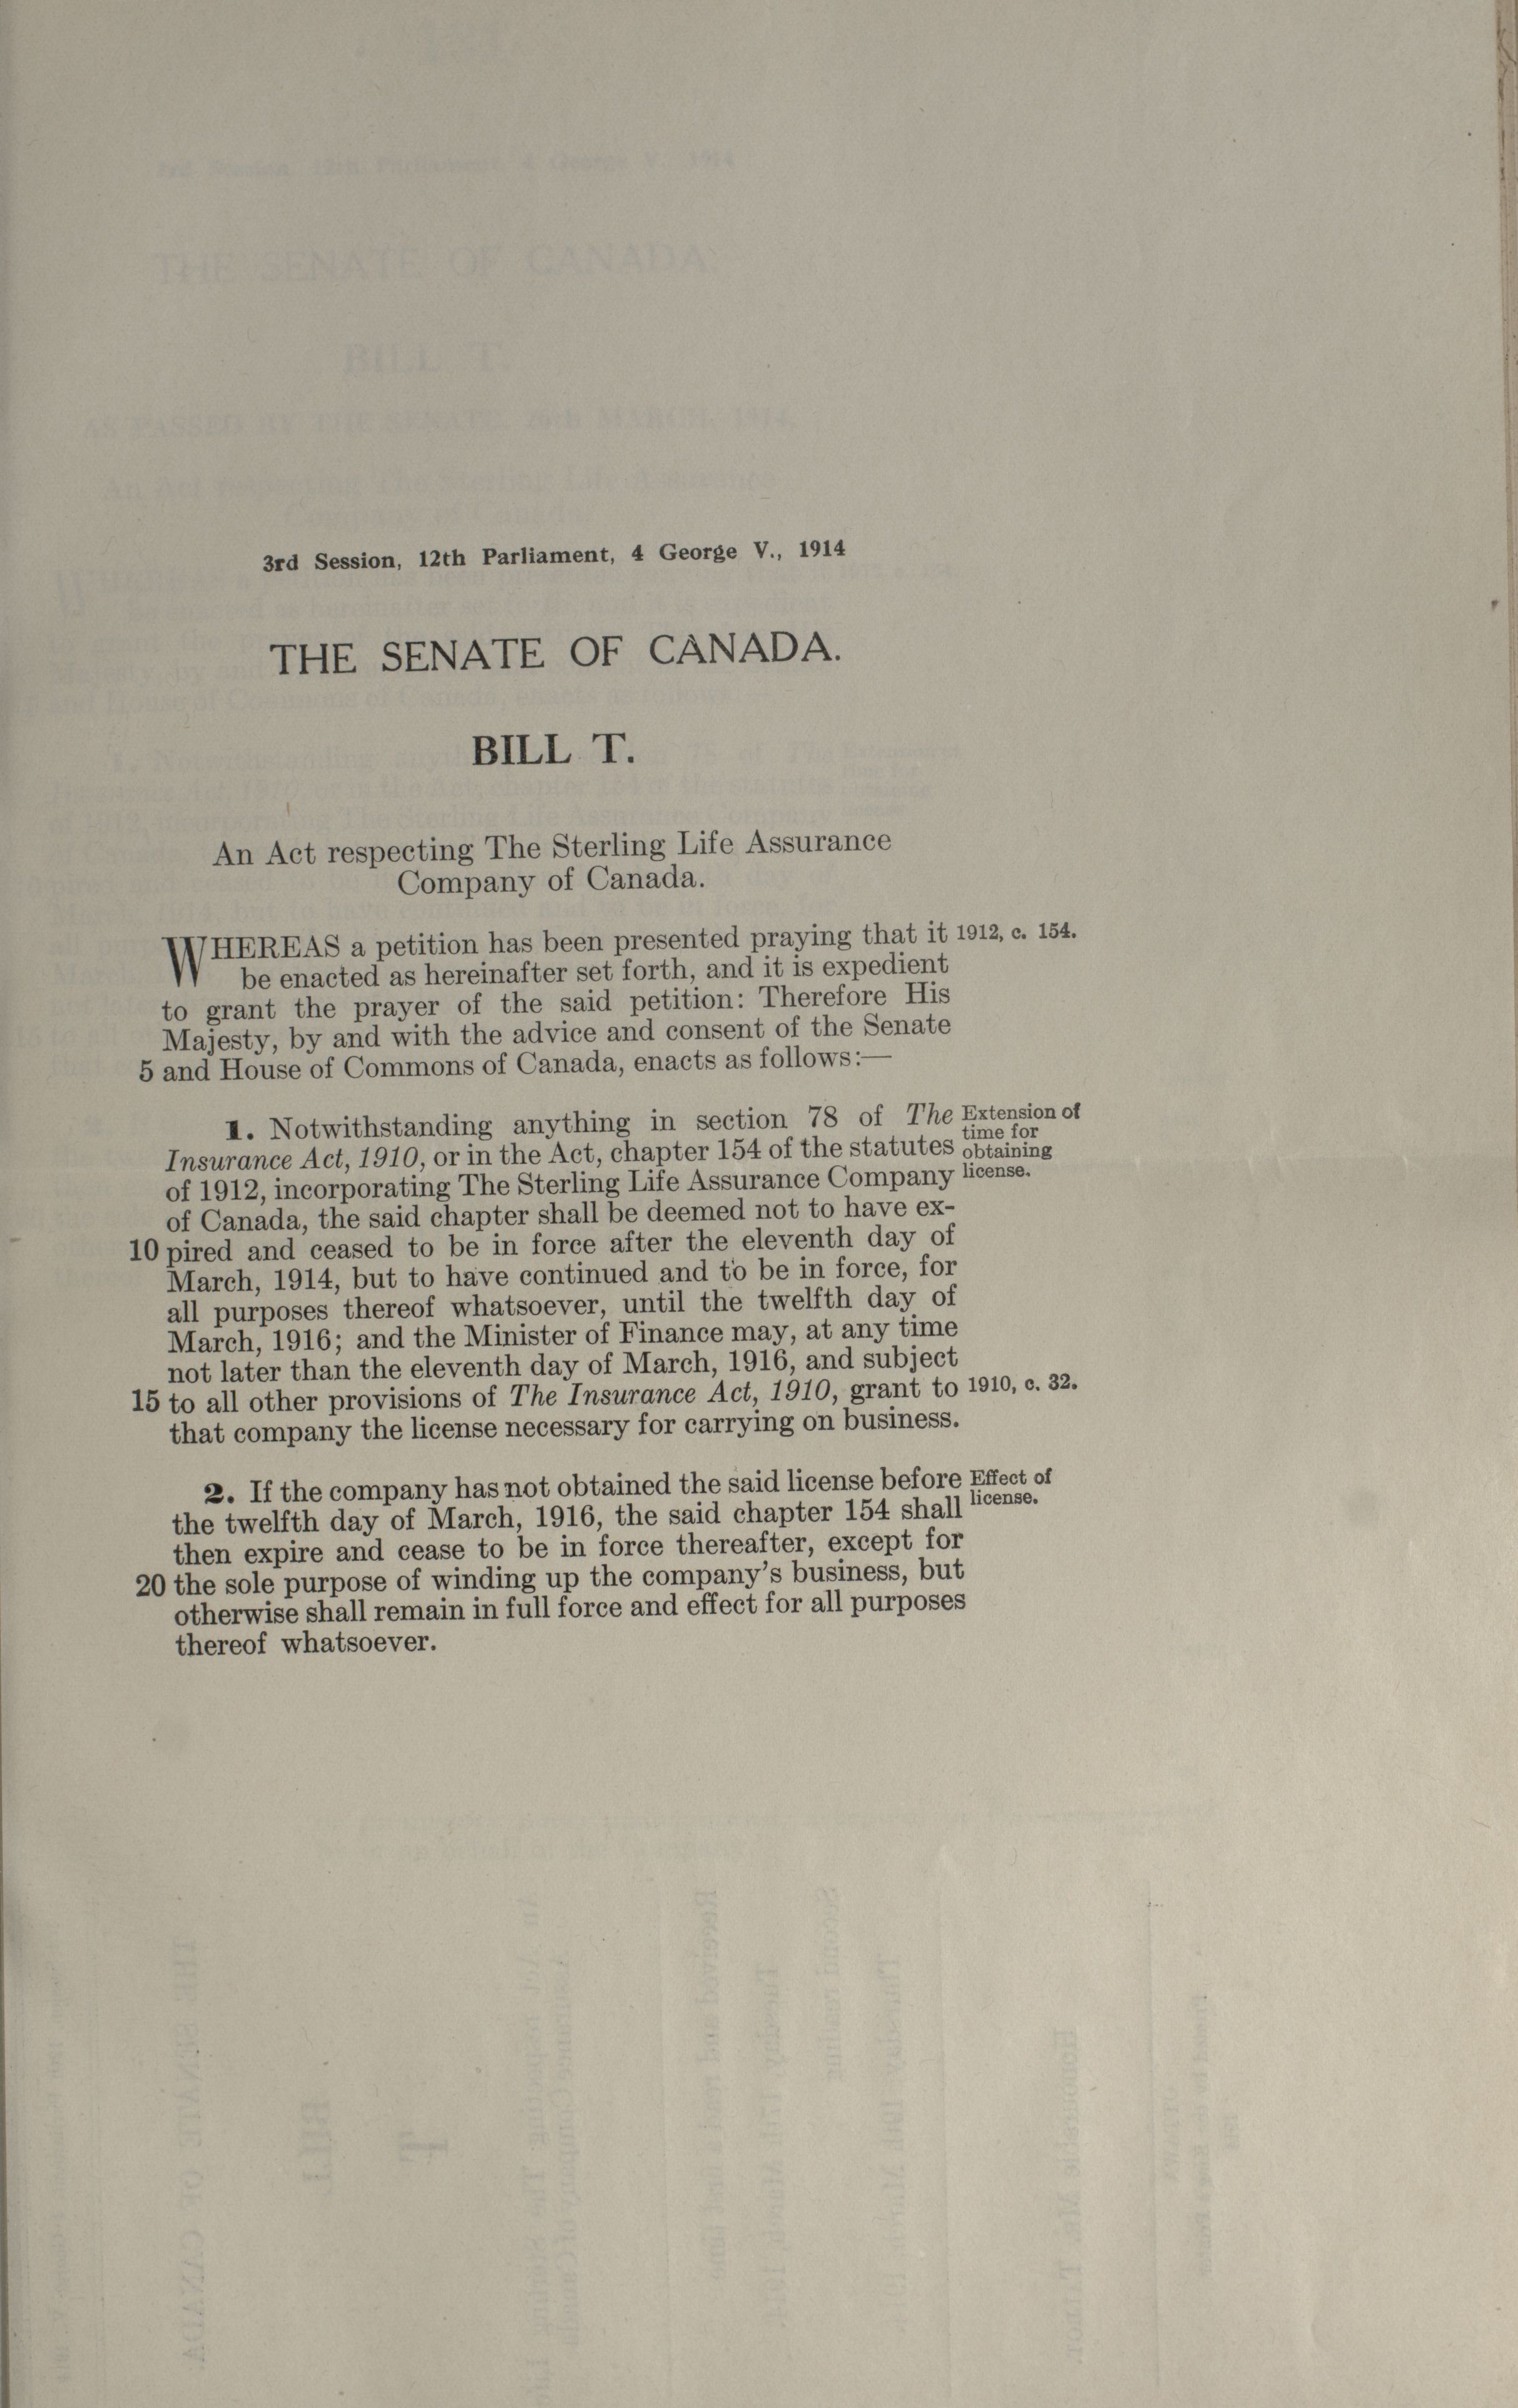 3rd Session, 12th Parliament, 4 George V., 1914
THE SENATE OF CANADA.
BILL T.
An Act respecting The Sterling Life Assurance
Company of Canada.
WHEREAS a petition has been presented praying that it 1912, c. 154.
be enacted as hereinafter set forth, and it is expedient
to grant the prayer of the said petition: Therefore His
Majesty, by and with the advice and consent of the Senate
5 and House of Commons of Canada, enacts as follows:—
1. Notwithstanding anything in section 78 of The Extension of
time for
Insurance Act, 1910, or in the Act, chapter 154 of the statutes obtaining
of 1912, incorporating The Sterling Life Assurance Company license.
of Canada, the said chapter shall be deemed not to have ex-
10 pired and ceased to be in force after the eleventh day of
March, 1914, but to have continued and to be in force, for
all purposes thereof whatsoever, until the twelfth day of
March, 1916; and the Minister of Finance may, at any time
not later than the eleventh day of March, 1916, and subject
15 to all other provisions of The Insurance Act, 1910, grant to 1910, c. 32.
that company the license necessary for carrying on business.
2. If the company has not obtained the said license before Effect of
the twelfth day of March, 1916, the said chapter 154 shall license.
then expire and cease to be in force thereafter, except for
20 the sole purpose of winding up the company's business, but
otherwise shall remain in full force and effect for all purposes
thereof whatsoever.